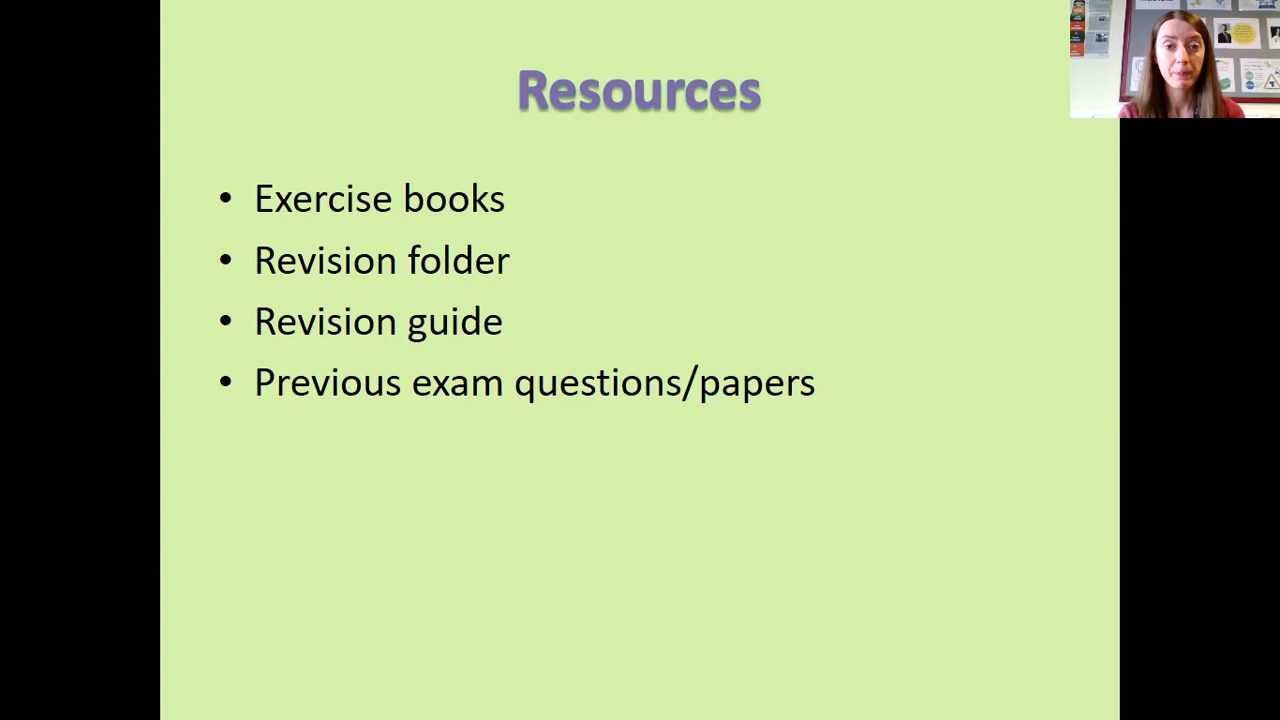 Resources
• Exercise books
• Revision folder
• Revision guide
• Previous exam questions/papers